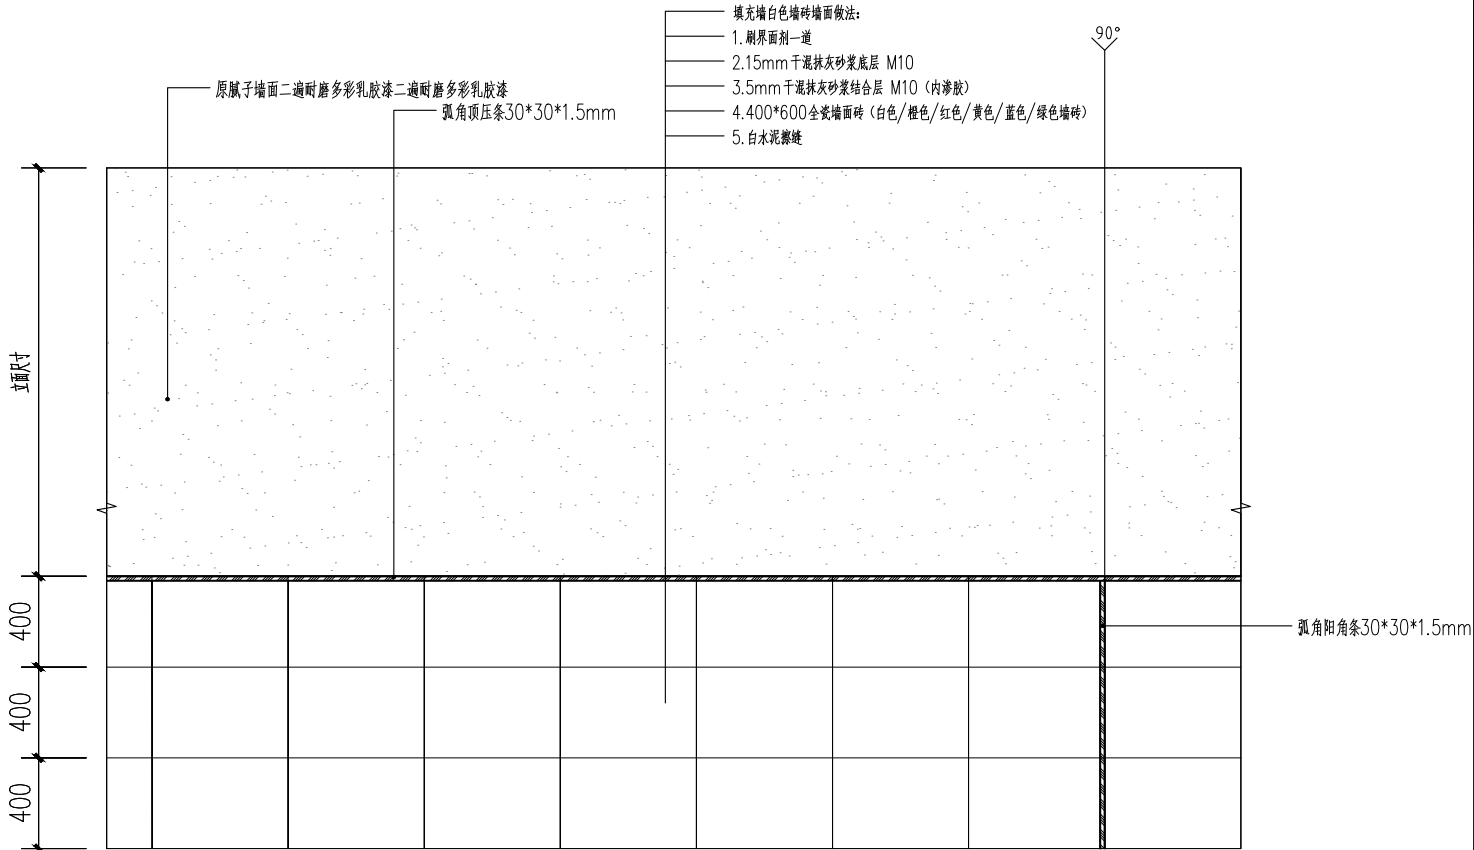 填充墙白色墙砖墙面做法:
1.刷界面剂一道
2.15mm干混抹灰砂浆底层 M10
3.5mm干混抹灰砂浆结合层 M10（内渗胶）
4.400*600全瓷墙面砖（白色/橙色/红色/黄色/蓝色/绿色墙砖）
5.白水泥擦缝
90°
原腻子墙面二遍耐磨多彩乳胶漆二遍耐磨多彩乳胶漆
弧角顶压条30*30*1.5mm
立面尺寸
400
400
400
弧角阳角条30*30*1.5mm